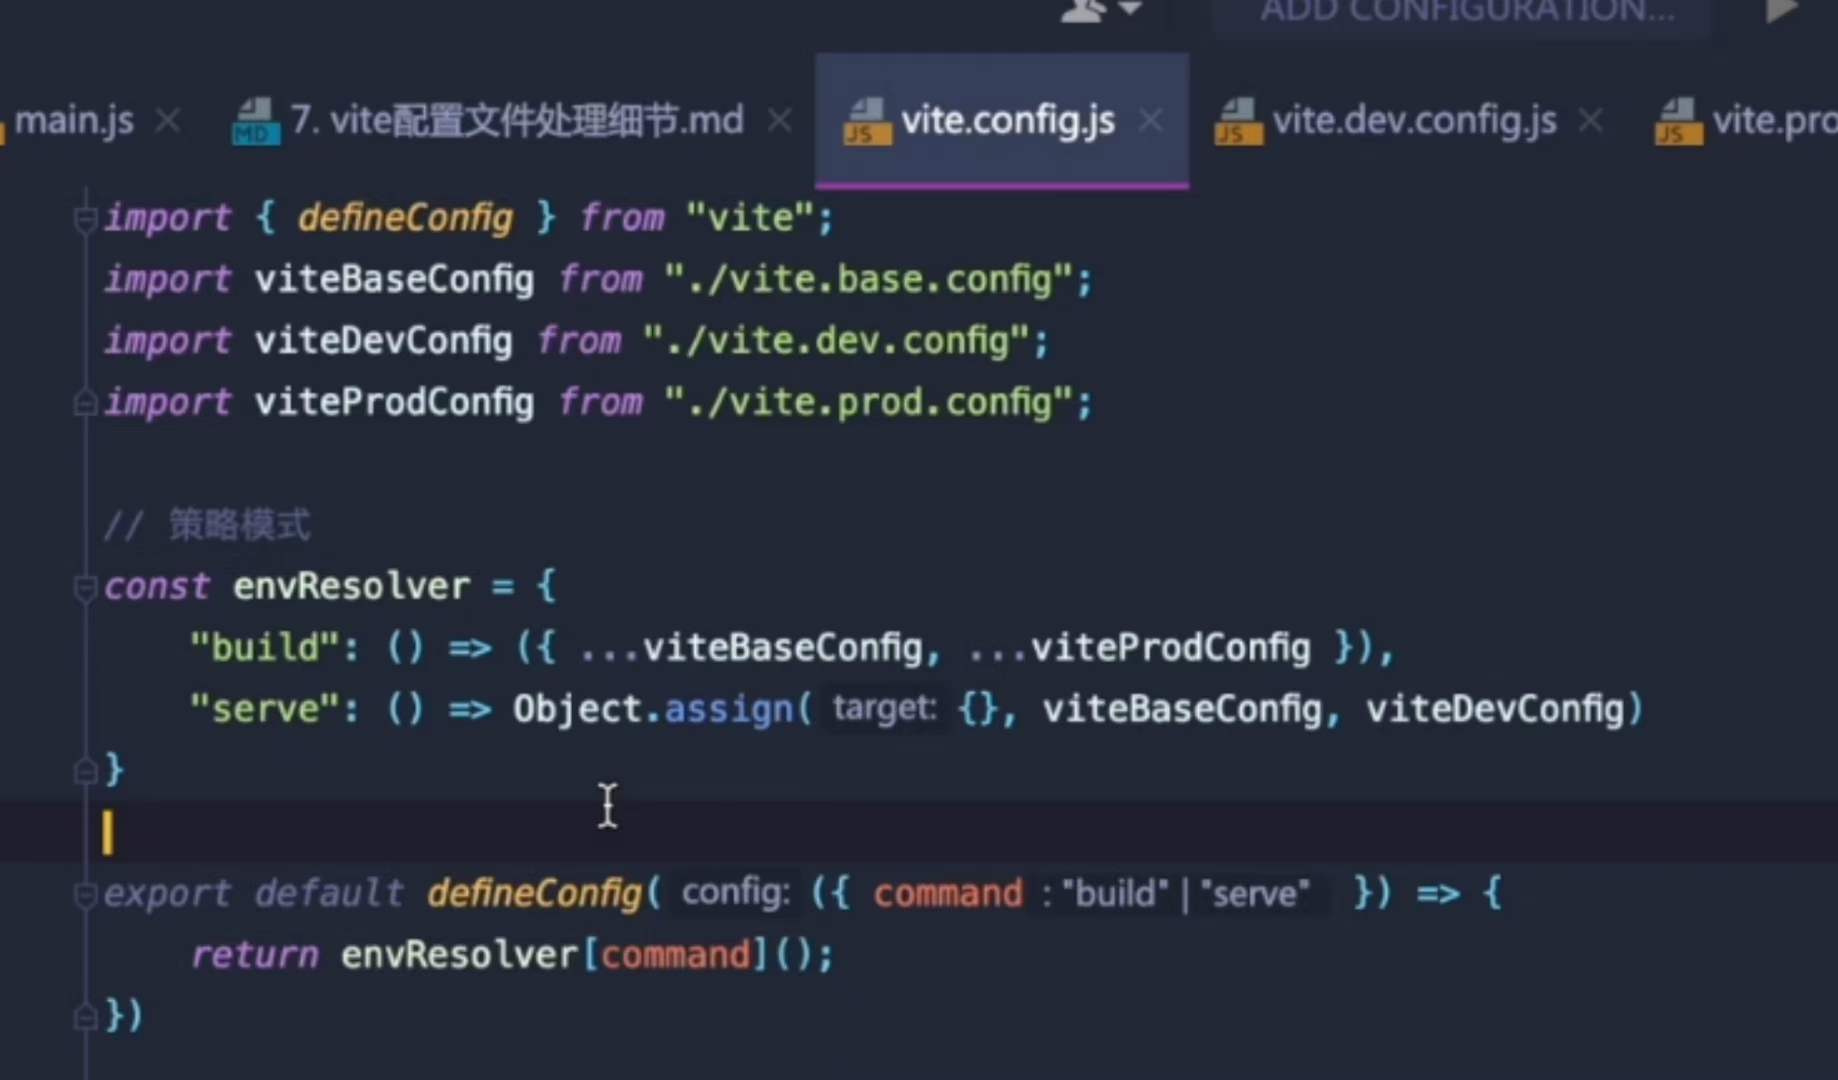 ADD CONFIGURATION...
main.js
7. vite配置文件处理细节.md
vite.config.js
vite.dev.config.js
vite.pro
import { defineConfig } from "vite";
import viteBaseConfig from "./vite.base.config";
import viteDevConfig from "./vite.dev.config";
import viteProdConfig from "./vite.prod.config";
// 策略模式
const envResolver = {
"build": () => ({ ...viteBaseConfig, ...viteProdConfig }),
"serve": () => Object.assign( target: {}, viteBaseConfig, viteDevConfig)
}
export default defineConfig( config: ({ command : "build" | "serve" }) => {
return envResolver[command]();
})